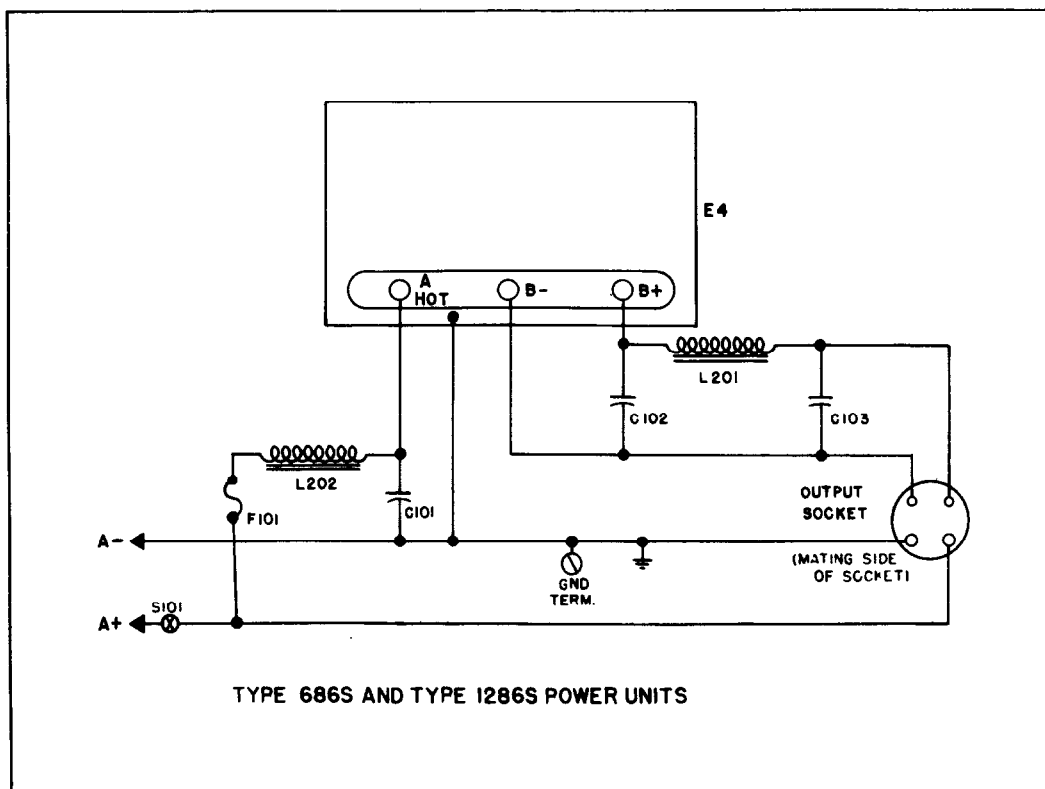 E4
A
HOT
B-
B+
L201
C102
C103
L202
C101
F101
OUTPUT
SOCKET
A-
(MATING SIDE
OF SOCKET)
GND
TERM.
S101
A+
TYPE 686S AND TYPE 1286S POWER UNITS